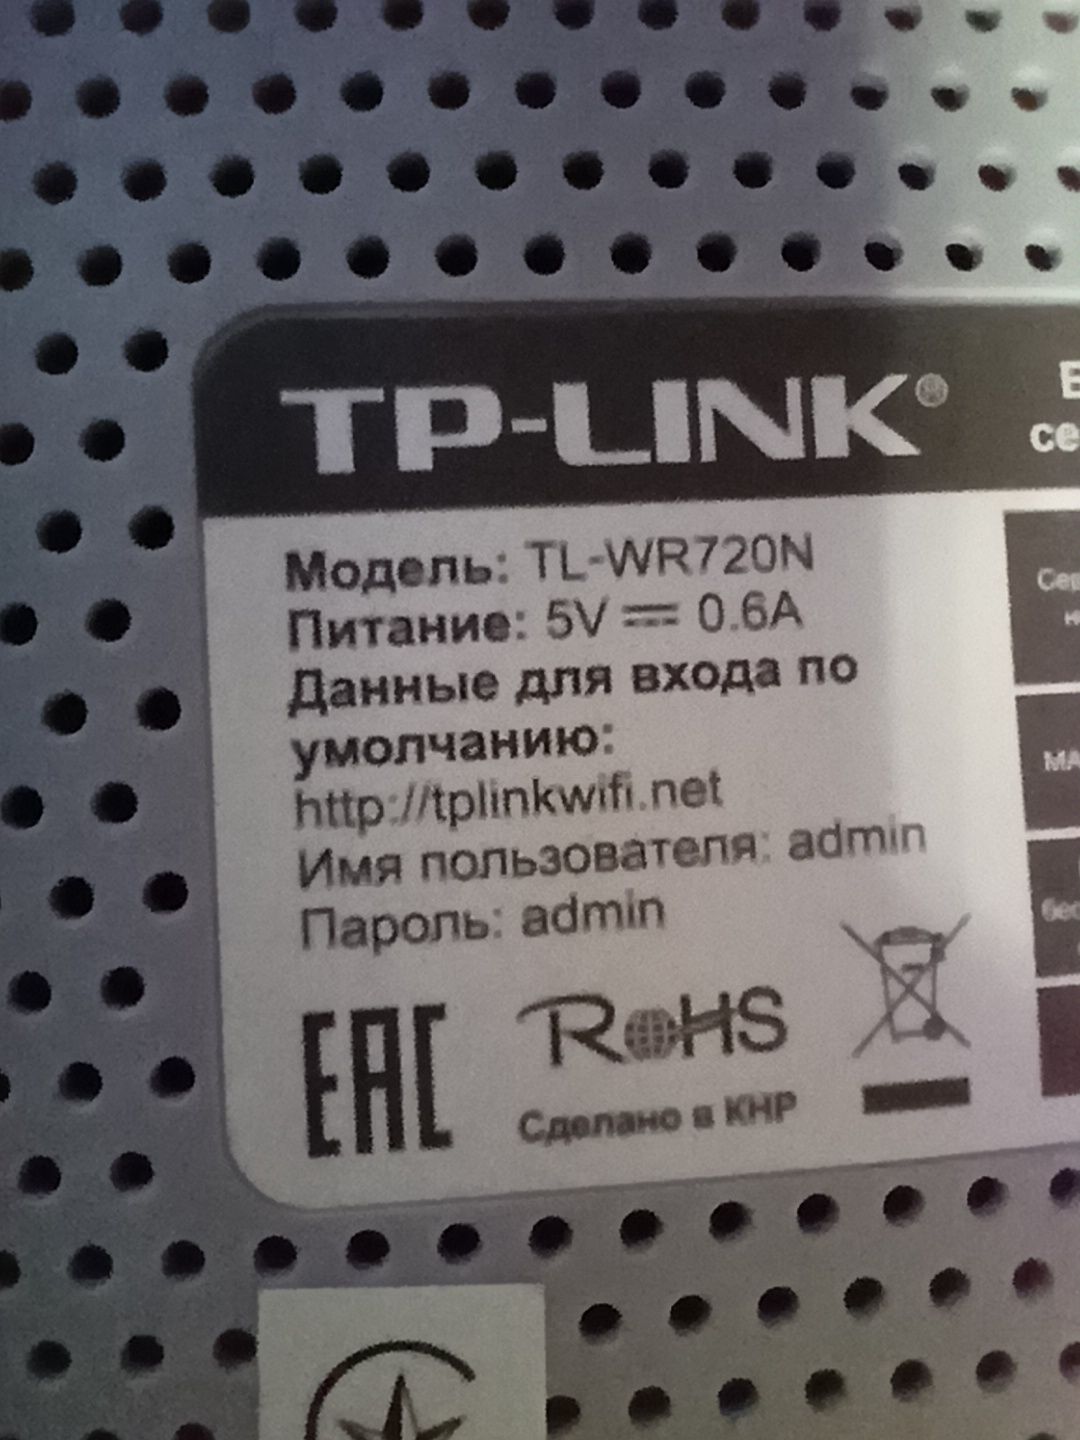 TP-LINK®
Модель: TL-WR720N
Питание: 5V ⎓ 0.6A
Данные для входа по
умолчанию:
http://tplinkwifi.net
Имя пользователя: admin
Пароль: admin
EAC
RoHS
Сделано в КНР